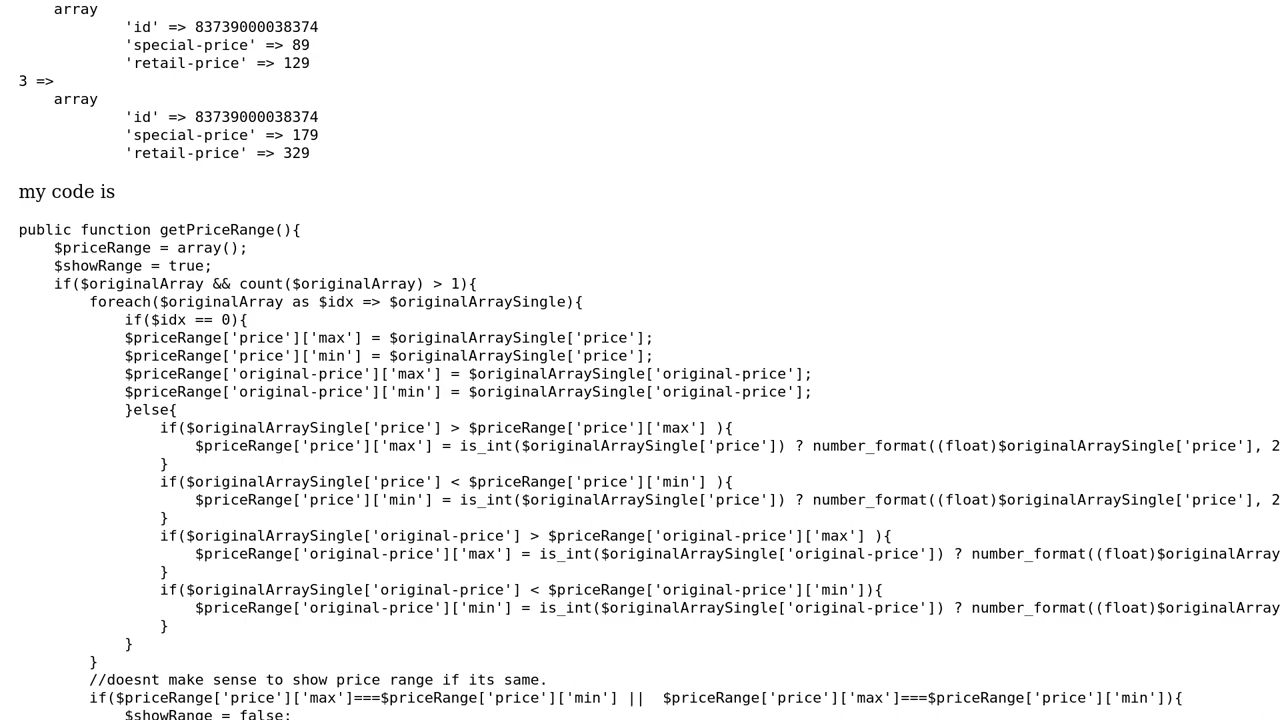 array
'id' => 83739000038374
'special-price' => 89
'retail-price' => 129
3 =>
array
'id' => 83739000038374
'special-price' => 179
'retail-price' => 329
my code is
public function getPriceRange(){
$priceRange = array();
$showRange = true;
if($originalArray && count($originalArray) > 1){
foreach($originalArray as $idx => $originalArraySingle){
if($idx == 0){
$priceRange['price']['max'] = $originalArraySingle['price'];
$priceRange['price']['min'] = $originalArraySingle['price'];
$priceRange['original-price']['max'] = $originalArraySingle['original-price'];
$priceRange['original-price']['min'] = $originalArraySingle['original-price'];
}else{
if($originalArraySingle['price'] > $priceRange['price']['max'] ){
$priceRange['price']['max'] = is_int($originalArraySingle['price']) ? number_format((float)$originalArraySingle['price'], 2
}
if($originalArraySingle['price'] < $priceRange['price']['min'] ){
$priceRange['price']['min'] = is_int($originalArraySingle['price']) ? number_format((float)$originalArraySingle['price'], 2
}
if($originalArraySingle['original-price'] > $priceRange['original-price']['max'] ){
$priceRange['original-price']['max'] = is_int($originalArraySingle['original-price']) ? number_format((float)$originalArray
}
if($originalArraySingle['original-price'] < $priceRange['original-price']['min']){
$priceRange['original-price']['min'] = is_int($originalArraySingle['original-price']) ? number_format((float)$originalArray
}
}
}
//doesnt make sense to show price range if its same.
if($priceRange['price']['max']===$priceRange['price']['min'] ||  $priceRange['price']['max']===$priceRange['price']['min']){
$showRange = false;